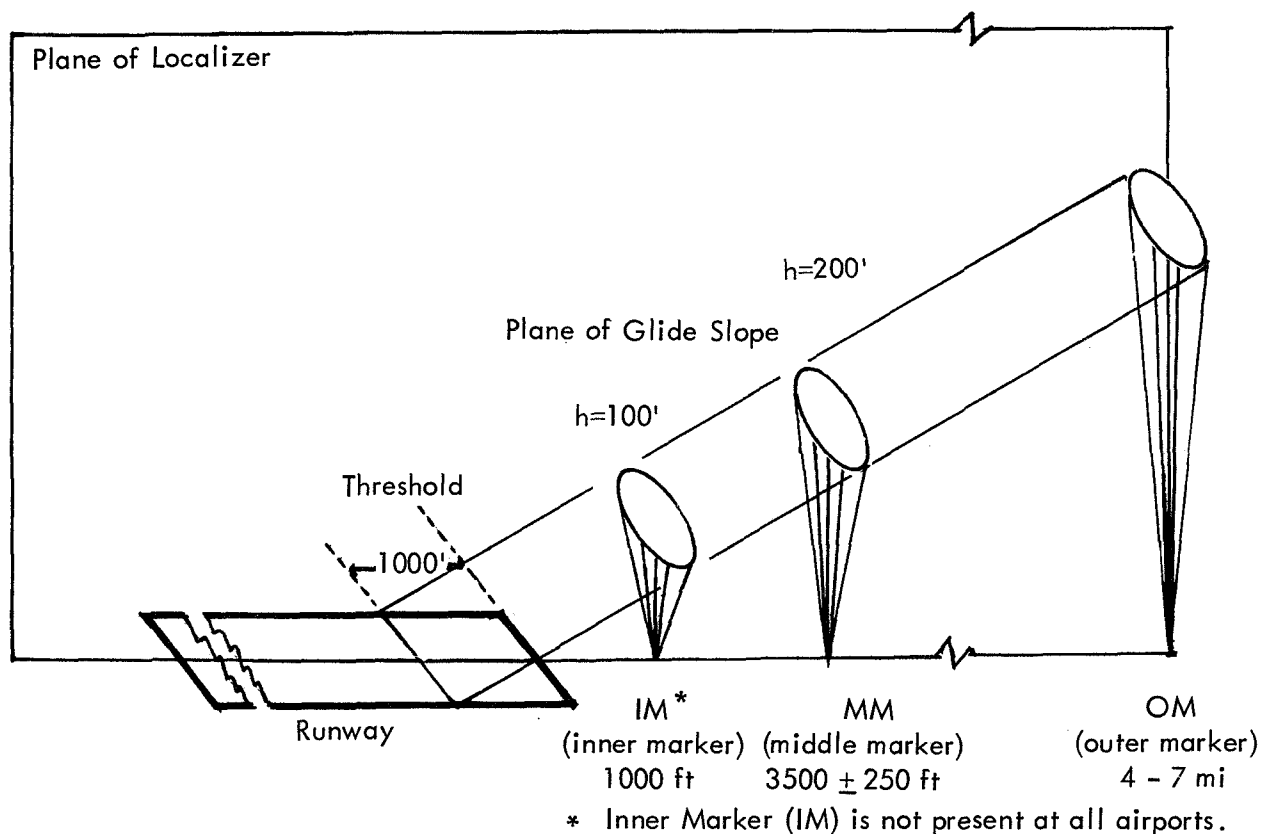 Plane of Localizer
h=200'
Plane of Glide Slope
h=100'
Threshold
1000'
Runway
IM*
(inner marker)
1000 ft
MM
(middle marker)
3500 ± 250 ft
OM
(outer marker)
4 - 7 mi
* Inner Marker (IM) is not present at all airports.